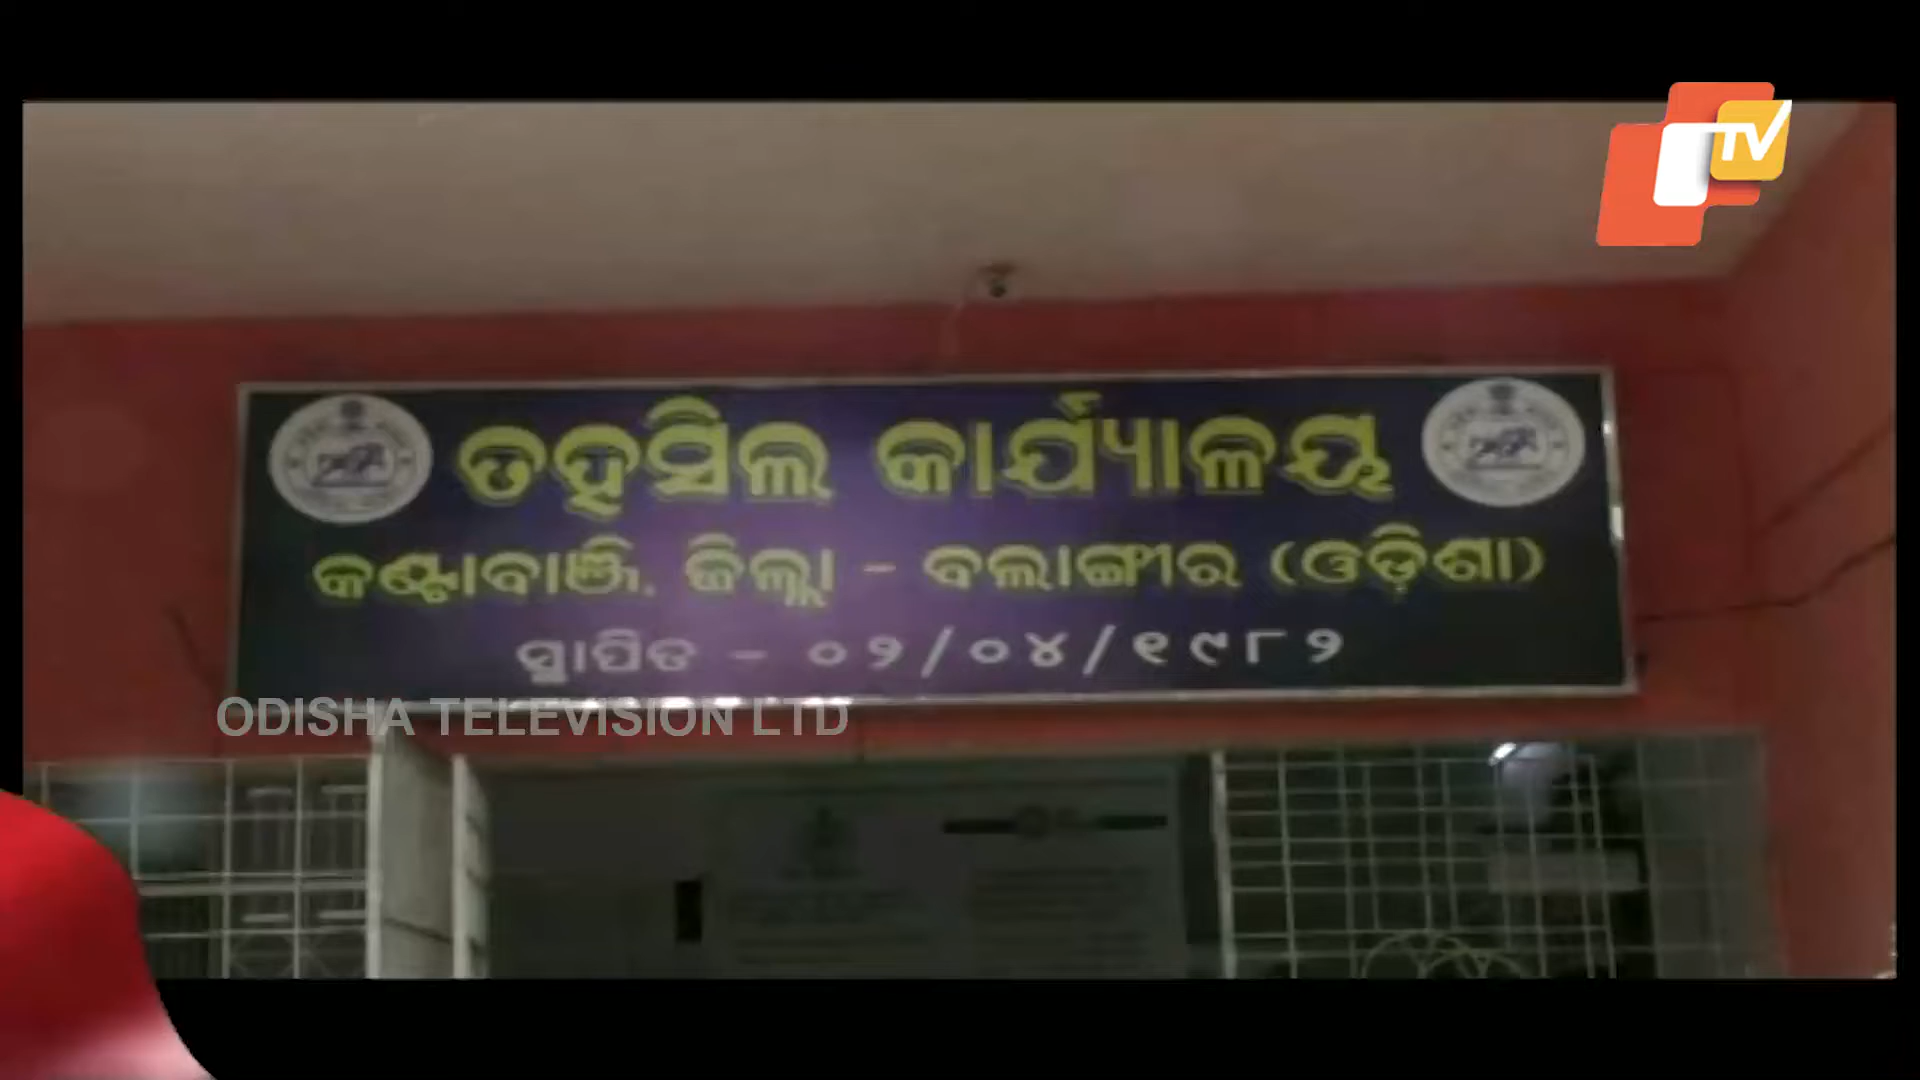 TV
ତହସିଲ କାର୍ଯ୍ୟାଳୟ
କଣ୍ଟାବାଞ୍ଜି, ଜିଲ୍ଲା - ବଲାଙ୍ଗୀର (ଓଡ଼ିଶା)
ସ୍ଥାପିତ - ୦୨/୦୪/୧୯୮୨
ODISHA TELEVISION LTD